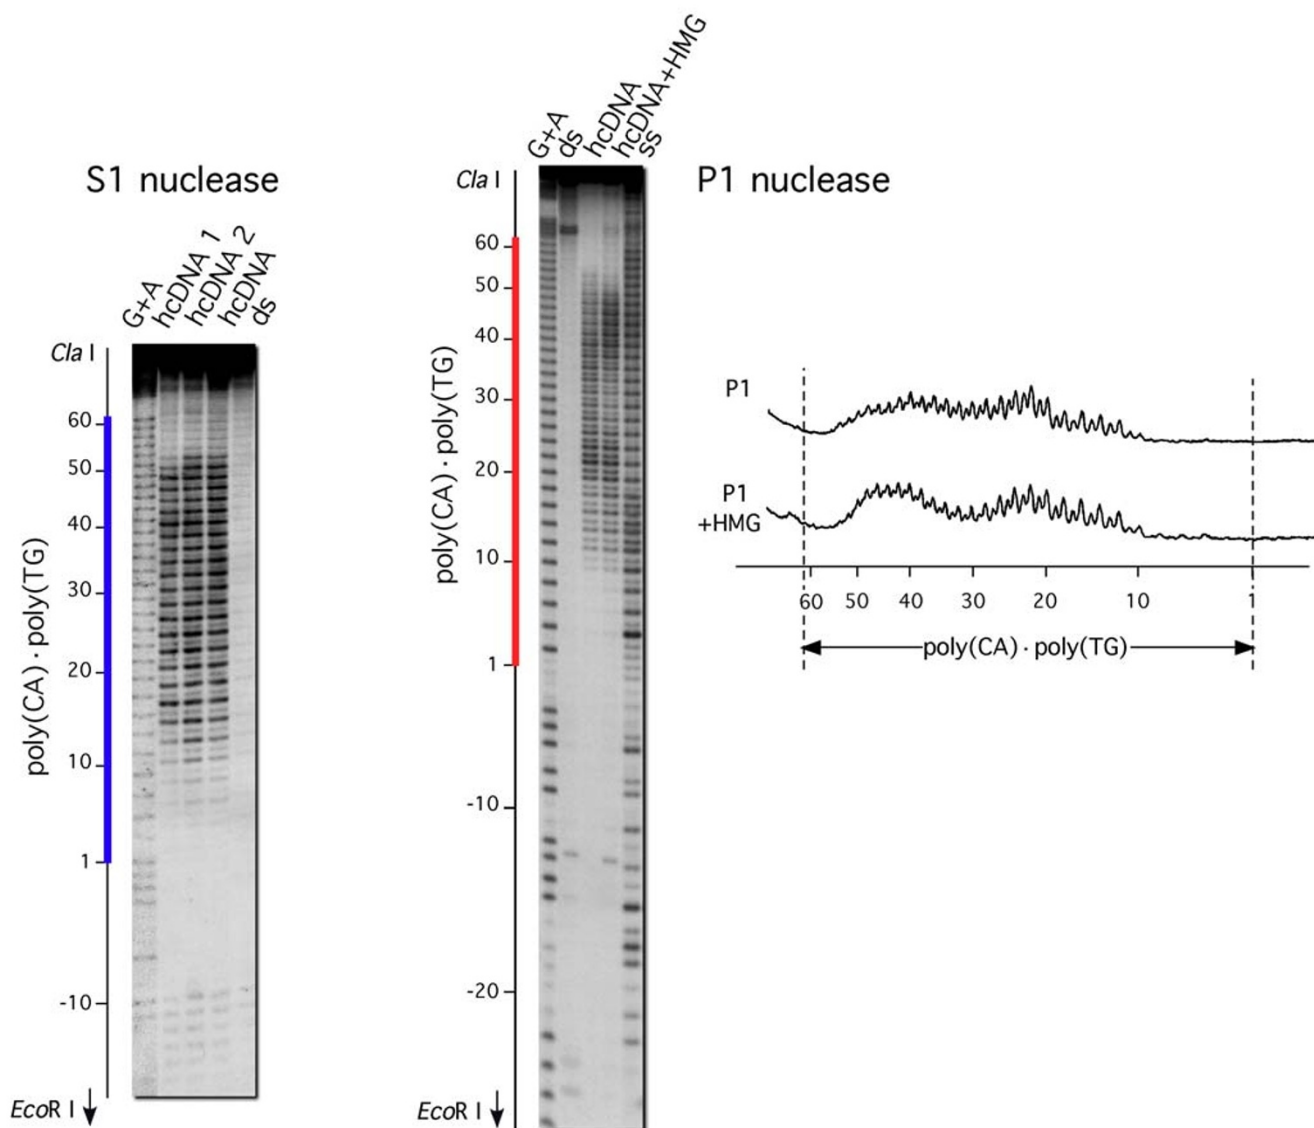 S1 nuclease
G+A
hcDNA 1
hcDNA 2
hcDNA
ds
Cla I
60
50
40
30
20
10
1
-10
EcoR I
poly(CA) · poly(TG)
G+A
ds
hcDNA
hcDNA+HMG
ss
Cla I
60
50
40
30
20
10
1
-10
-20
EcoR I
poly(CA) · poly(TG)
P1 nuclease
P1
P1
+HMG
60 50 40 30 20 10 1
poly(CA) · poly(TG)